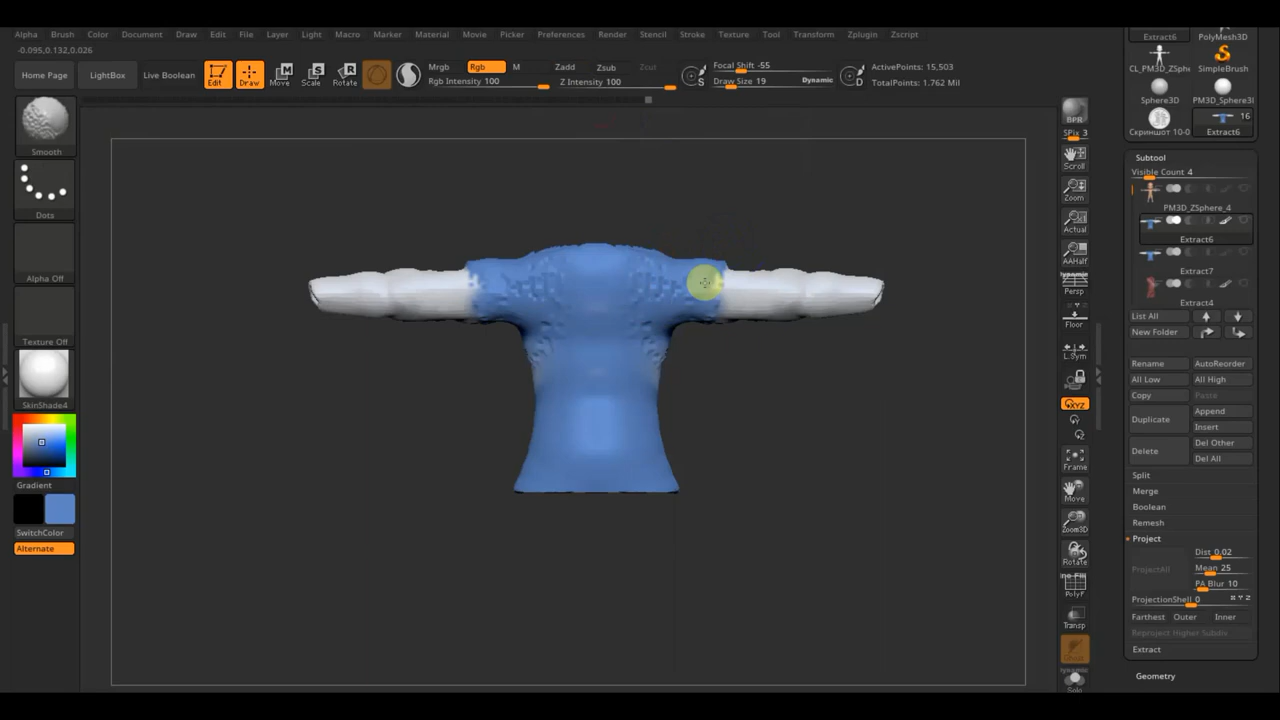 Alpha Brush Color Document Draw Edit File Layer Light Macro Marker Material Movie Picker Preferences Render Stencil Stroke Texture Tool Transform Zplugin Zscript
-0.095,0.132,0.026
Home Page LightBox Live Boolean Edit Draw Move Scale Rotate
Mrgb Rgb M Zadd Zsub Zcut
Rgb Intensity 100 Z Intensity 100
Focal Shift -55
Draw Size 19 Dynamic
S D
ActivePoints: 15,503
TotalPoints: 1.762 Mil
Smooth
Dots
Alpha Off
Texture Off
SkinShade4
Gradient
SwitchColor
Alternate
BPR
SPix 3
Scroll
Zoom
Actual
AAHalf
Persp
Floor
L.Sym
XYZ
Y
Z
Frame
Move
Zoom3D
Rotate
PolyF
Transp
Solo
Extract6 PolyMesh3D
SimpleBrush
Sphere3D
16
Скриншот 10-0 Extract6
Subtool
Visible Count 4
PM3D_ZSphere_4
Extract6
Extract7
Extract4
List All
New Folder
Rename AutoReorder
All Low All High
Copy Paste
Duplicate Append
Insert
Delete Del Other
Del All
Split
Merge
Boolean
Remesh
Project
ProjectAll Dist 0.02
Mean 25
PA Blur 10
ProjectionShell 0 X Y Z
Farthest Outer Inner
Reproject Higher Subdiv
Extract
Geometry